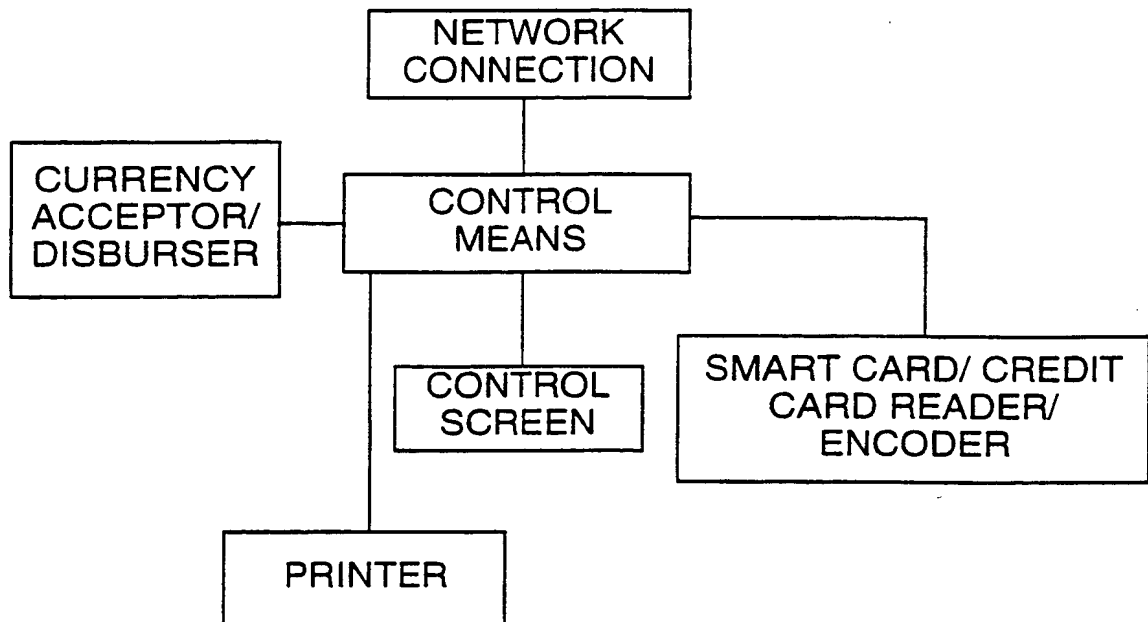 NETWORK
CONNECTION
CURRENCY
ACCEPTOR/
DISBURSER
CONTROL
MEANS
CONTROL
SCREEN
SMART CARD/ CREDIT
CARD READER/
ENCODER
PRINTER